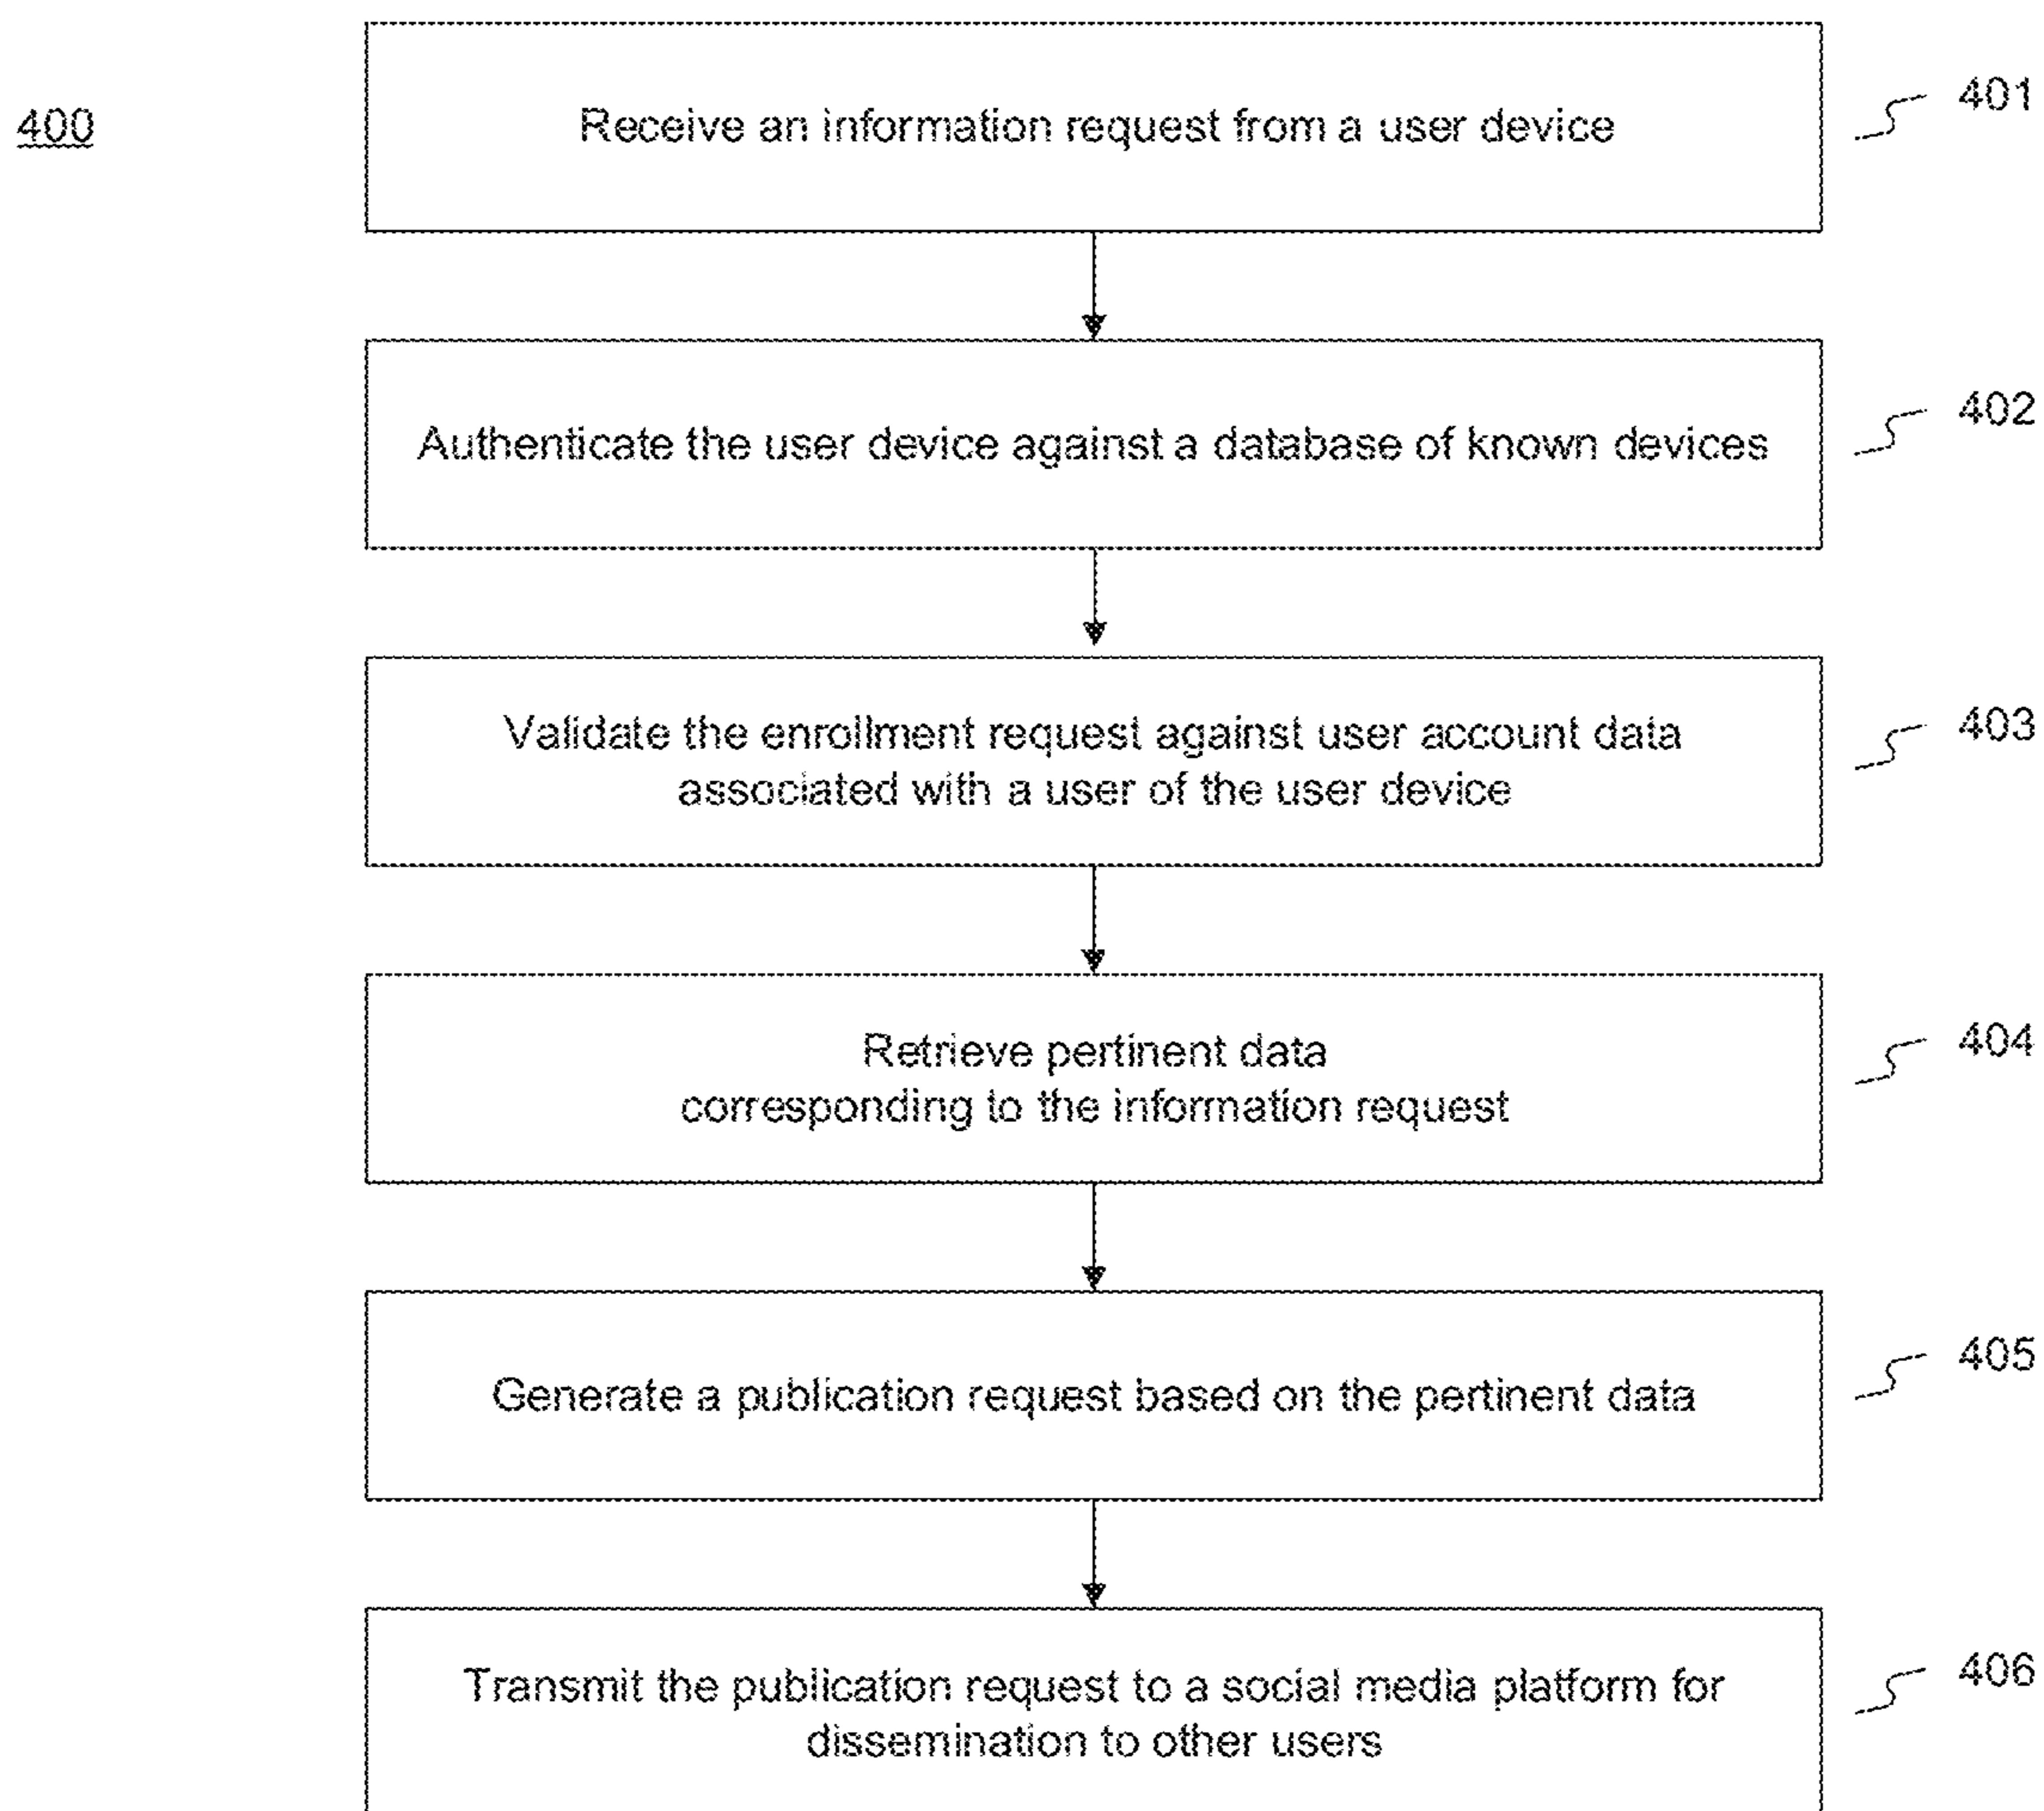 400
Receive an information request from a user device
401
Authenticate the user device against a database of known devices
402
Validate the enrollment request against user account data
associated with a user of the user device
403
Retrieve pertinent data
corresponding to the information request
404
Generate a publication request based on the pertinent data
405
Transmit the publication request to a social media platform for
dissemination to other users
406